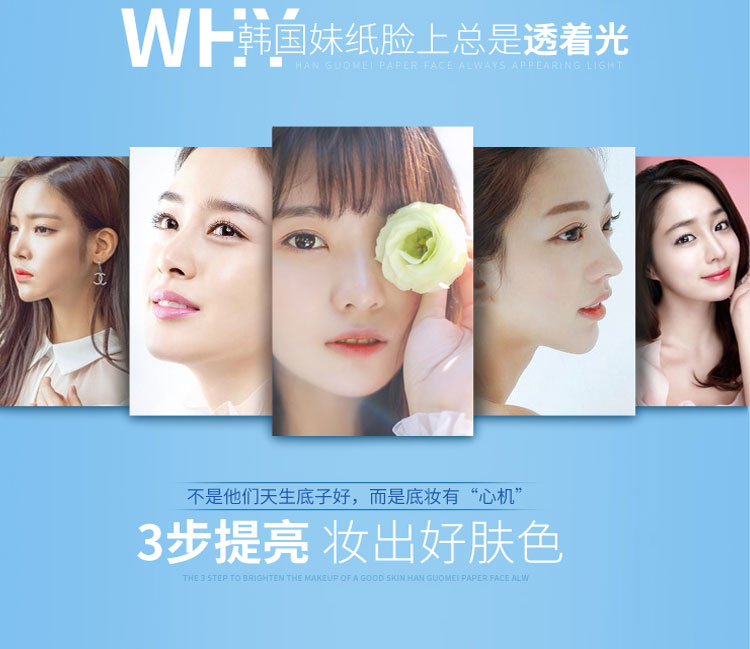 WHY韩国妹纸脸上总是透着光
HAN GUOMEI PAPER FACE ALWAYS APPEARING LIGHT
不是他们天生底子好，而是底妆有“心机”
3步提亮 妆出好肤色
THE 3 STEP TO BRIGHTEN THE MAKEUP OF A GOOD SKIN HAN GUOMEI PAPER FACE ALW